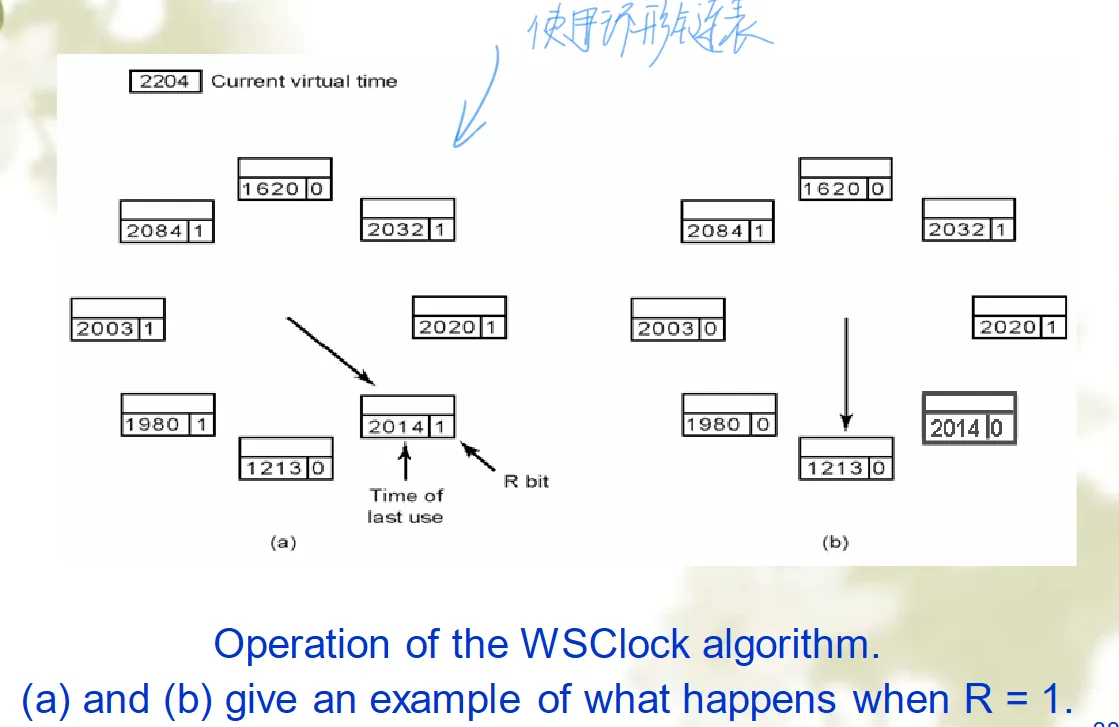 使用环形链表
2204 Current virtual time
1620 0
2084 1
2032 1
2003 1
2020 1
1980 1
2014 1
1213 0
Time of
last use
R bit
(a)
1620 0
2084 1
2032 1
2003 0
2020 1
1980 0
2014 0
1213 0
(b)
Operation of the WSClock algorithm.
(a) and (b) give an example of what happens when R = 1.